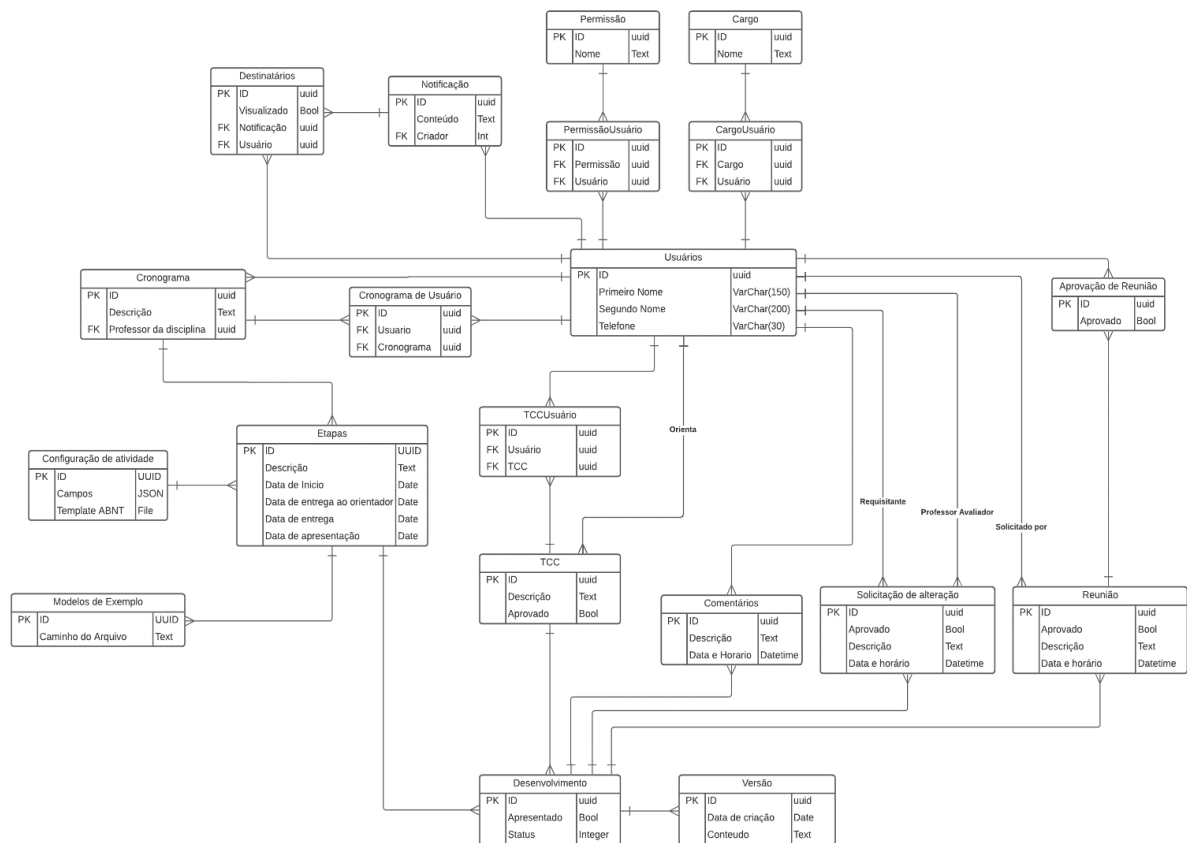 Permissão
PK ID uuid
Nome Text
Cargo
PK ID uuid
Nome Text
Destinatários
PK ID uuid
Visualizado Bool
FK Notificação uuid
FK Usuário uuid
Notificação
PK ID uuid
Conteúdo Text
FK Criador Int
PermissãoUsuário
PK ID uuid
FK Permissão uuid
FK Usuário uuid
CargoUsuário
PK ID uuid
FK Cargo uuid
FK Usuário uuid
Usuários
PK ID uuid
Primeiro Nome VarChar(150)
Segundo Nome VarChar(200)
Telefone VarChar(30)
Cronograma
PK ID uuid
Descrição Text
FK Professor da disciplina uuid
Cronograma de Usuário
PK ID uuid
FK Usuario uuid
FK Cronograma uuid
Aprovação de Reunião
PK ID uuid
Aprovado Bool
TCCUsuário
PK ID uuid
FK Usuário uuid
FK TCC uuid
Orienta
Etapas
PK ID UUID
Descrição Text
Data de Inicio Date
Data de entrega ao orientador Date
Data de entrega Date
Data de apresentação Date
Configuração de atividade
PK ID UUID
Campos JSON
Template ABNT File
Requisitante
Professor Avaliador
Solicitado por
Modelos de Exemplo
PK ID UUID
Caminho do Arquivo Text
TCC
PK ID uuid
Descrição Text
Aprovado Bool
Comentários
PK ID uuid
Descrição Text
Data e Horario Datetime
Solicitação de alteração
PK ID uuid
Aprovado Bool
Descrição Text
Data e horário Datetime
Reunião
PK ID uuid
Aprovado Bool
Descrição Text
Data e horário Datetime
Desenvolvimento
PK ID uuid
Apresentado Bool
Status Integer
Versão
PK ID uuid
Data de criação Date
Conteudo Text